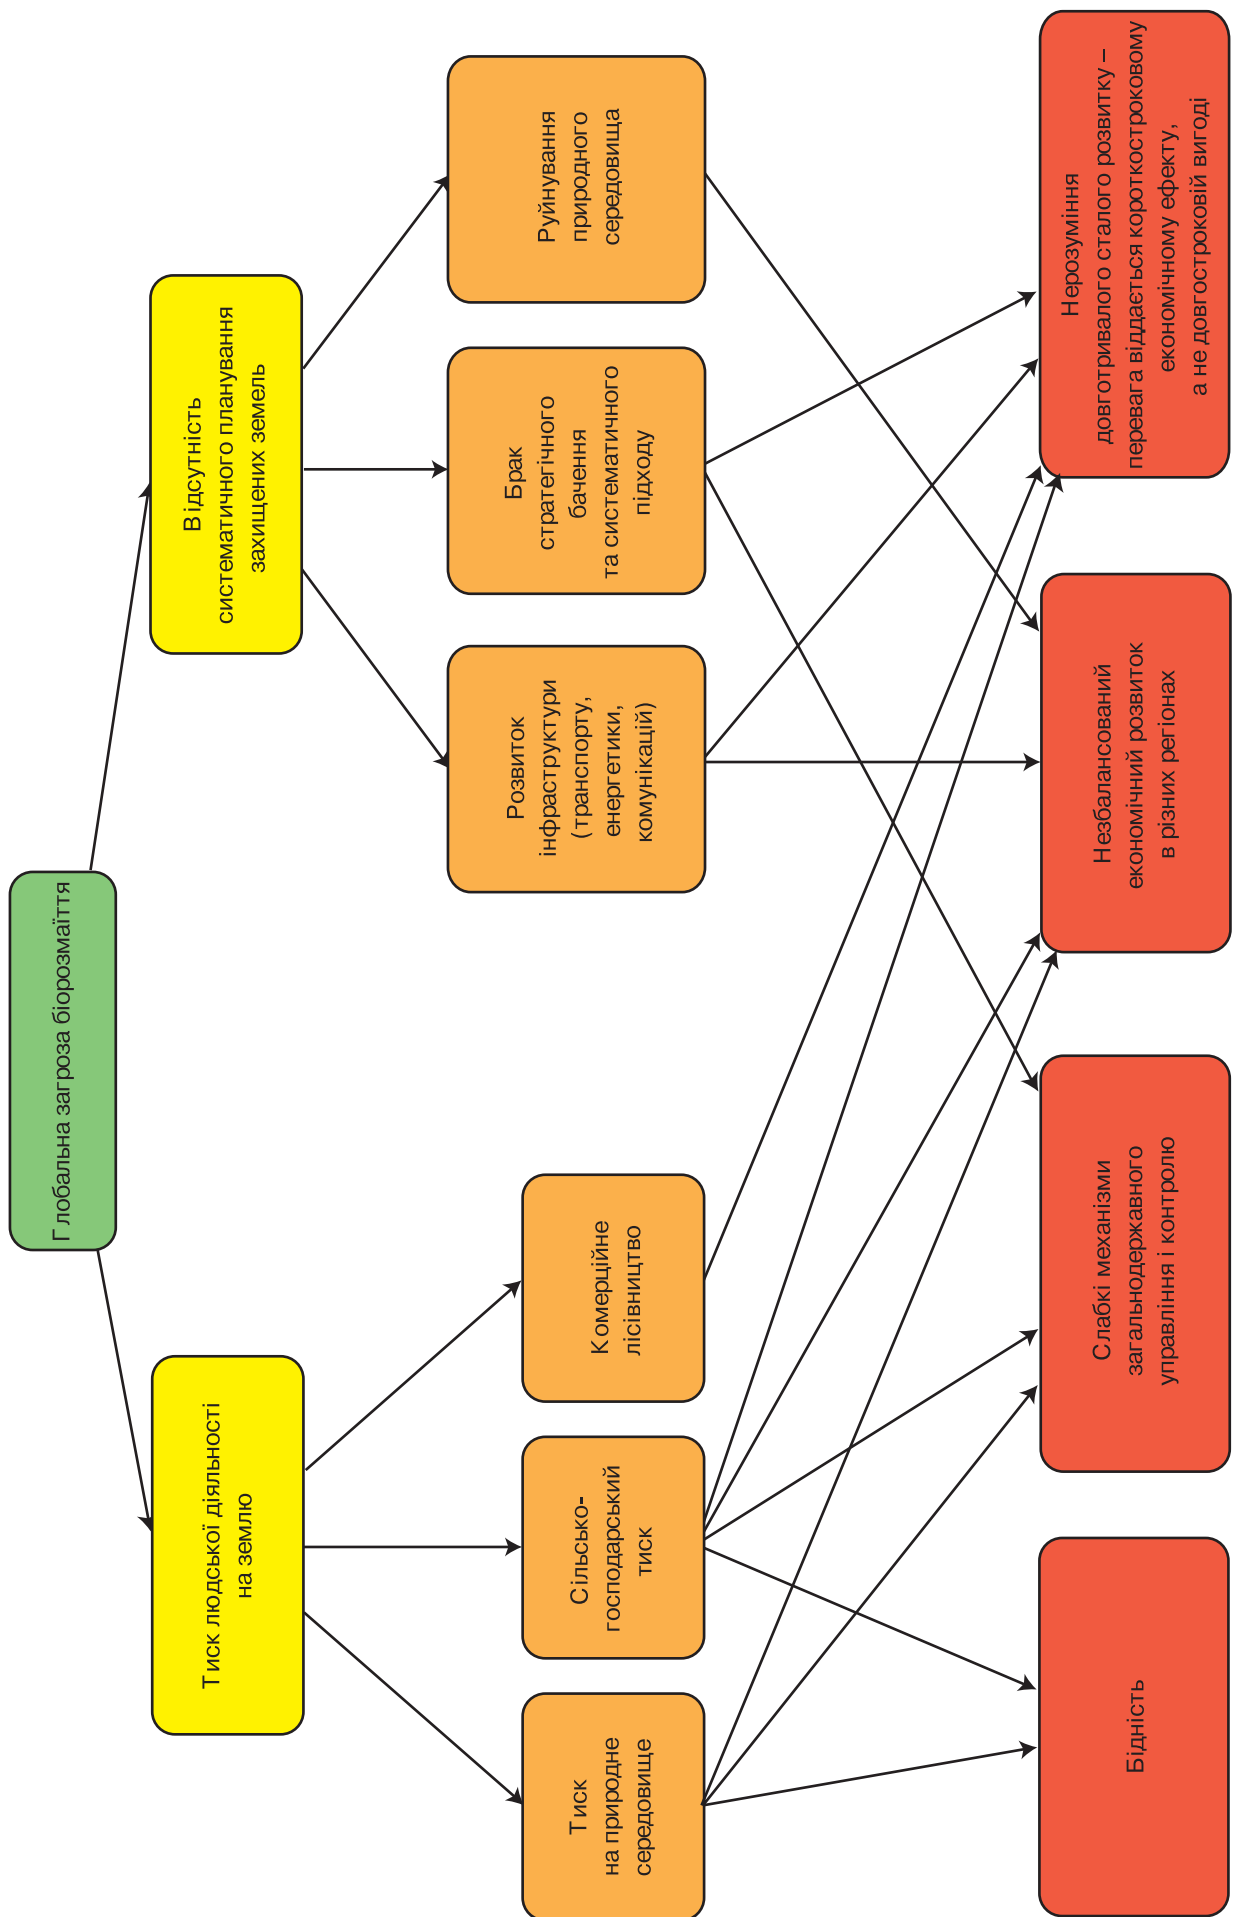 Глобальна загроза біорозмаїття
Тиск людської діяльності
на землю
Відсутність
систематичного планування
захищених земель
Тиск
на природне
середовище
Сільсько-
господарський
тиск
Комерційне
лісівництво
Розвиток
інфраструктури
(транспорту,
енергетики,
комунікацій)
Брак
стратегічного
бачення
та систематичного
підходу
Руйнування
природного
середовища
Бідність
Слабкі механізми
загальнодержавного
управління і контролю
Незбалансований
економічний розвиток
в різних регіонах
Нерозуміння
довготривалого сталого розвитку –
перевага віддається короткостроковому
економічному ефекту,
а не довгостроковій вигоді